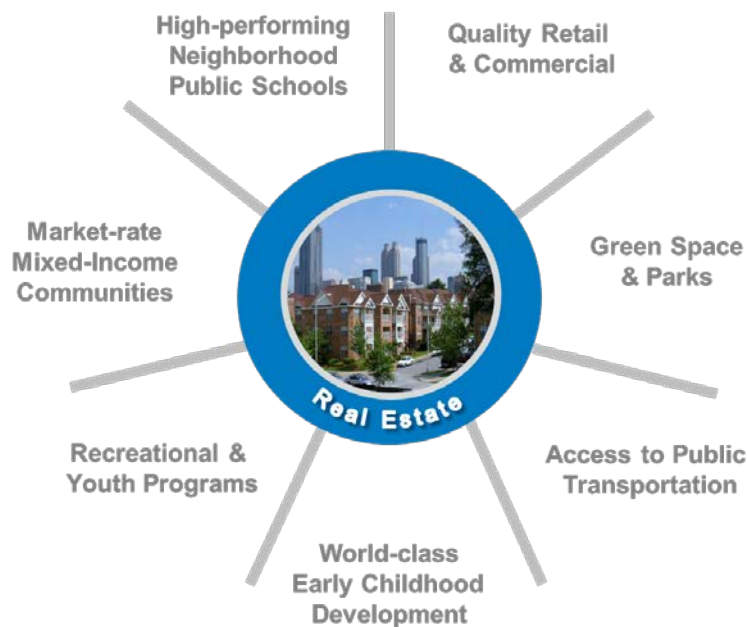 High-performing
Neighborhood
Public Schools
Quality Retail
& Commercial
Market-rate
Mixed-Income
Communities
Green Space
& Parks
Real Estate
Recreational &
Youth Programs
Access to Public
Transportation
World-class
Early Childhood
Development